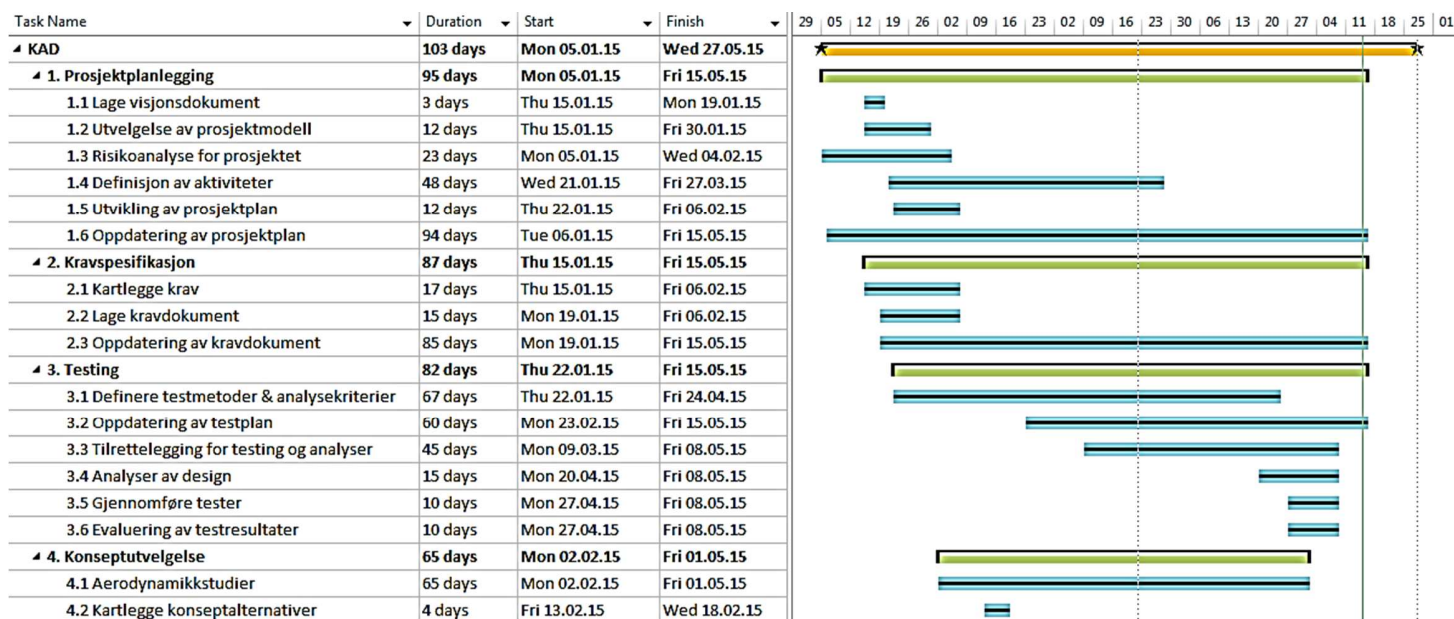 Task Name Duration Start Finish 29 05 12 19 26 02 09 16 23 02 09 16 23 30 06 13 20 27 04 11 18 25 01
KAD 103 days Mon 05.01.15 Wed 27.05.15
1. Prosjektplanlegging 95 days Mon 05.01.15 Fri 15.05.15
1.1 Lage visjonsdokument 3 days Thu 15.01.15 Mon 19.01.15
1.2 Utvelgelse av prosjektmodell 12 days Thu 15.01.15 Fri 30.01.15
1.3 Risikoanalyse for prosjektet 23 days Mon 05.01.15 Wed 04.02.15
1.4 Definisjon av aktiviteter 48 days Wed 21.01.15 Fri 27.03.15
1.5 Utvikling av prosjektplan 12 days Thu 22.01.15 Fri 06.02.15
1.6 Oppdatering av prosjektplan 94 days Tue 06.01.15 Fri 15.05.15
2. Kravspesifikasjon 87 days Thu 15.01.15 Fri 15.05.15
2.1 Kartlegge krav 17 days Thu 15.01.15 Fri 06.02.15
2.2 Lage kravdokument 15 days Mon 19.01.15 Fri 06.02.15
2.3 Oppdatering av kravdokument 85 days Mon 19.01.15 Fri 15.05.15
3. Testing 82 days Thu 22.01.15 Fri 15.05.15
3.1 Definere testmetoder & analysekriterier 67 days Thu 22.01.15 Fri 24.04.15
3.2 Oppdatering av testplan 60 days Mon 23.02.15 Fri 15.05.15
3.3 Tilrettelegging for testing og analyser 45 days Mon 09.03.15 Fri 08.05.15
3.4 Analyser av design 15 days Mon 20.04.15 Fri 08.05.15
3.5 Gjennomføre tester 10 days Mon 27.04.15 Fri 08.05.15
3.6 Evaluering av testresultater 10 days Mon 27.04.15 Fri 08.05.15
4. Konseptutvelgelse 65 days Mon 02.02.15 Fri 01.05.15
4.1 Aerodynamikkstudier 65 days Mon 02.02.15 Fri 01.05.15
4.2 Kartlegge konseptalternativer 4 days Fri 13.02.15 Wed 18.02.15